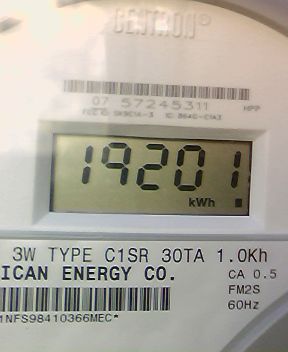 CENTRON®
07 57245311
19201
kWh
3W TYPE C1SR 30TA 1.0Kh
ICAN ENERGY CO.
CA 0.5
FM2S
60Hz
1NFS98410366MEC*